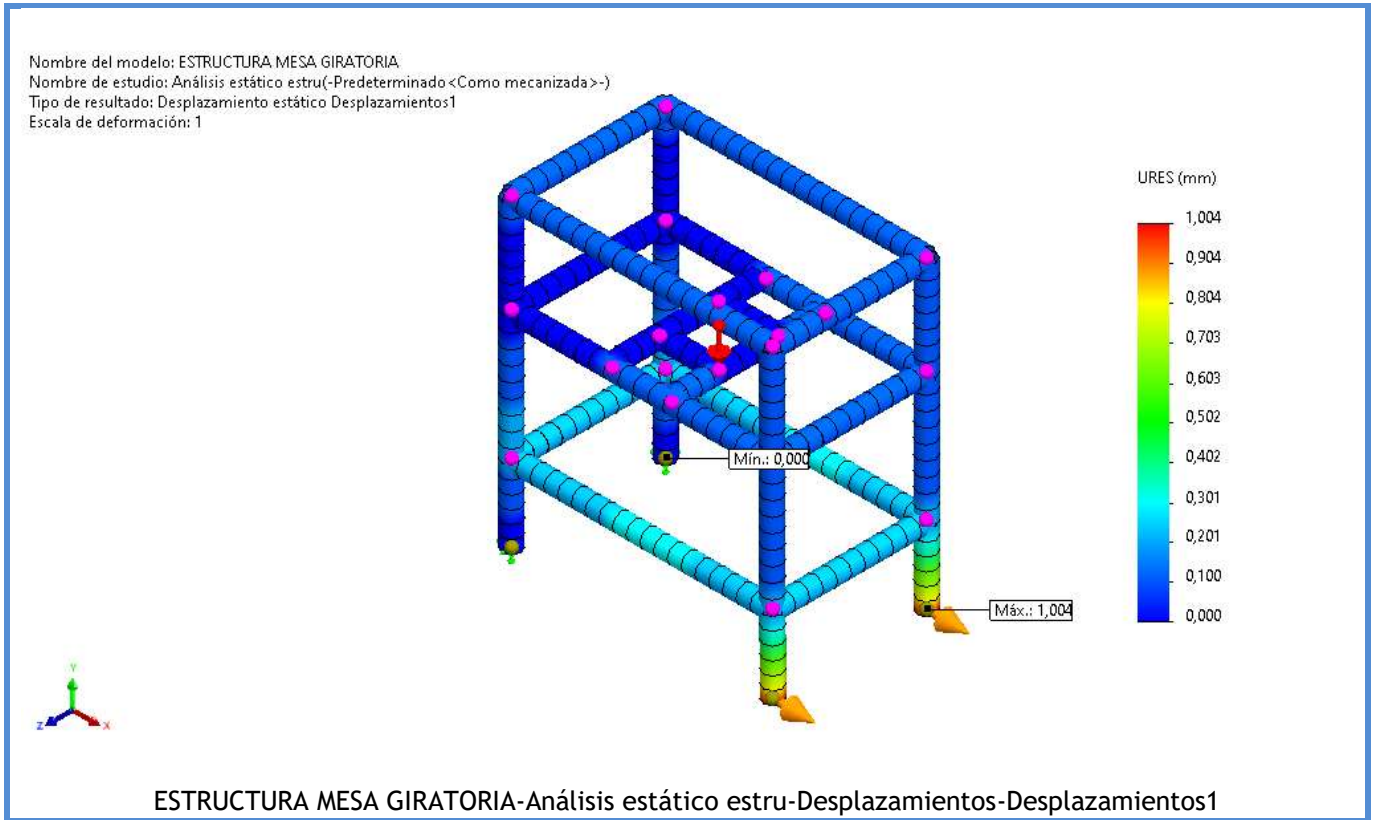 Nombre del modelo: ESTRUCTURA MESA GIRATORIA
Nombre de estudio: Análisis estático estru(-Predeterminado<Como mecanizada>-)
Tipo de resultado: Desplazamiento estático Desplazamientos1
Escala de deformación: 1
URES (mm)
1,004
0,904
0,804
0,703
0,603
0,502
0,402
0,301
0,201
0,100
0,000
Mín.: 0,000
Máx.: 1,004
Y
Z
X
ESTRUCTURA MESA GIRATORIA-Análisis estático estru-Desplazamientos-Desplazamientos1